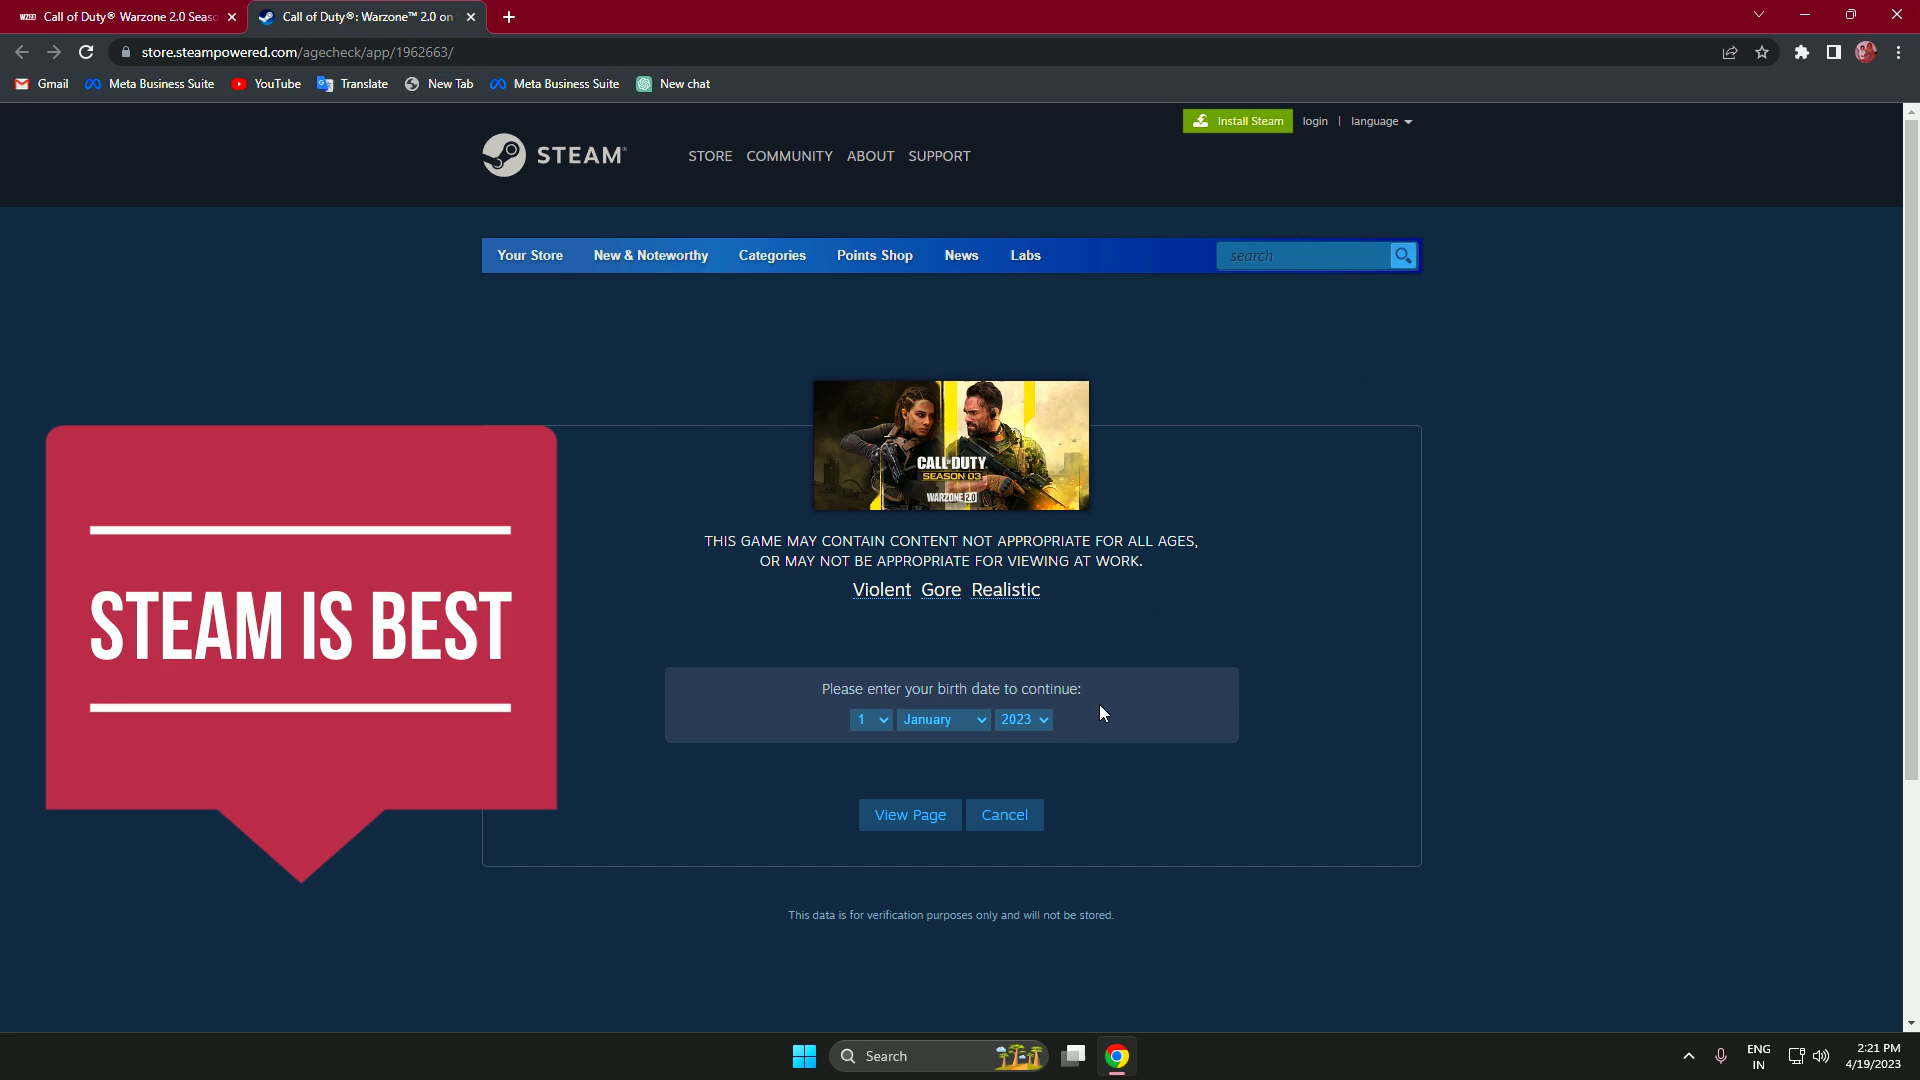 Call of Duty® Warzone 2.0 Seaso
Call of Duty®: Warzone™ 2.0 on
store.steampowered.com/agecheck/app/1962663/
Gmail
Meta Business Suite
YouTube
Translate
New Tab
Meta Business Suite
New chat
Install Steam
login | language
STEAM®
STORE COMMUNITY ABOUT SUPPORT
Your Store New & Noteworthy Categories Points Shop News Labs
search
CALL OF DUTY
SEASON 03
WARZONE 2.0
THIS GAME MAY CONTAIN CONTENT NOT APPROPRIATE FOR ALL AGES,
OR MAY NOT BE APPROPRIATE FOR VIEWING AT WORK.
Violent Gore Realistic
STEAM IS BEST
Please enter your birth date to continue:
1 January 2023
View Page Cancel
This data is for verification purposes only and will not be stored.
Search
ENG
IN
2:21 PM
4/19/2023